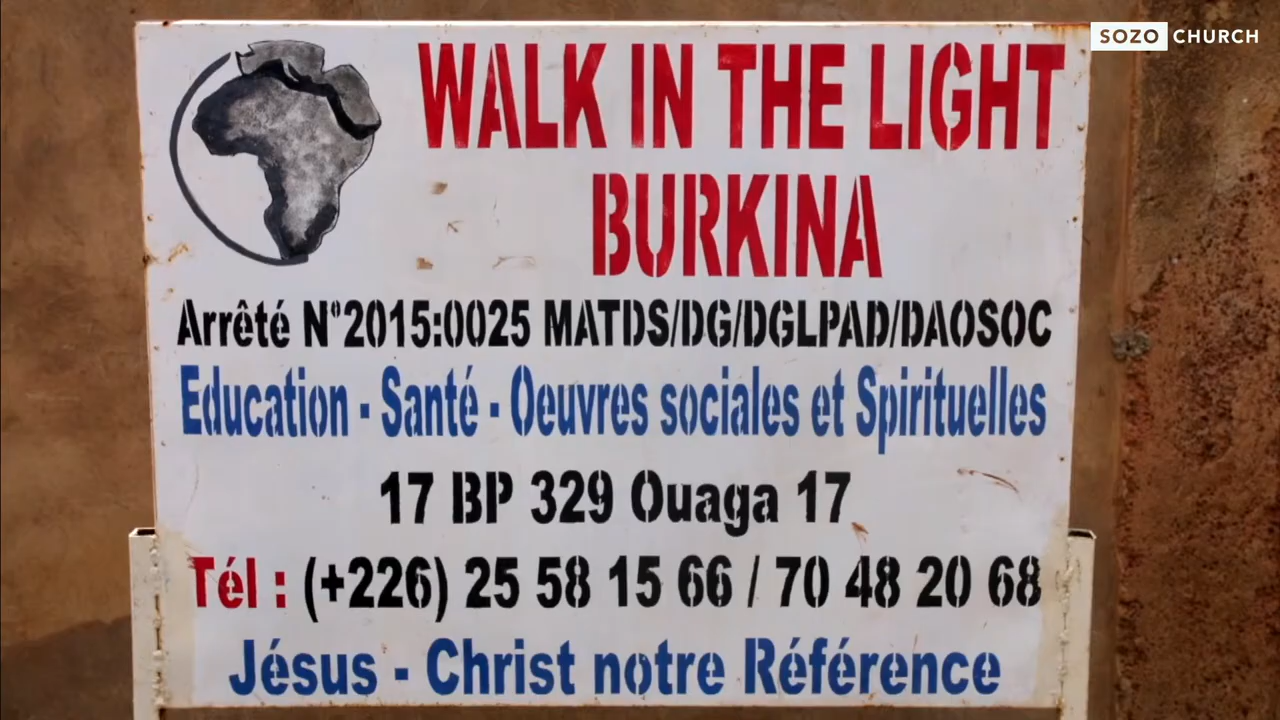 SOZO CHURCH
WALK IN THE LIGHT
BURKINA
Arrêté N°2015:0025 MATDS/DG/DGLPAD/DAOSOC
Education - Santé - Oeuvres sociales et Spirituelles
17 BP 329 Ouaga 17
Tél : (+226) 25 58 15 66 / 70 48 20 68
Jésus - Christ notre Référence